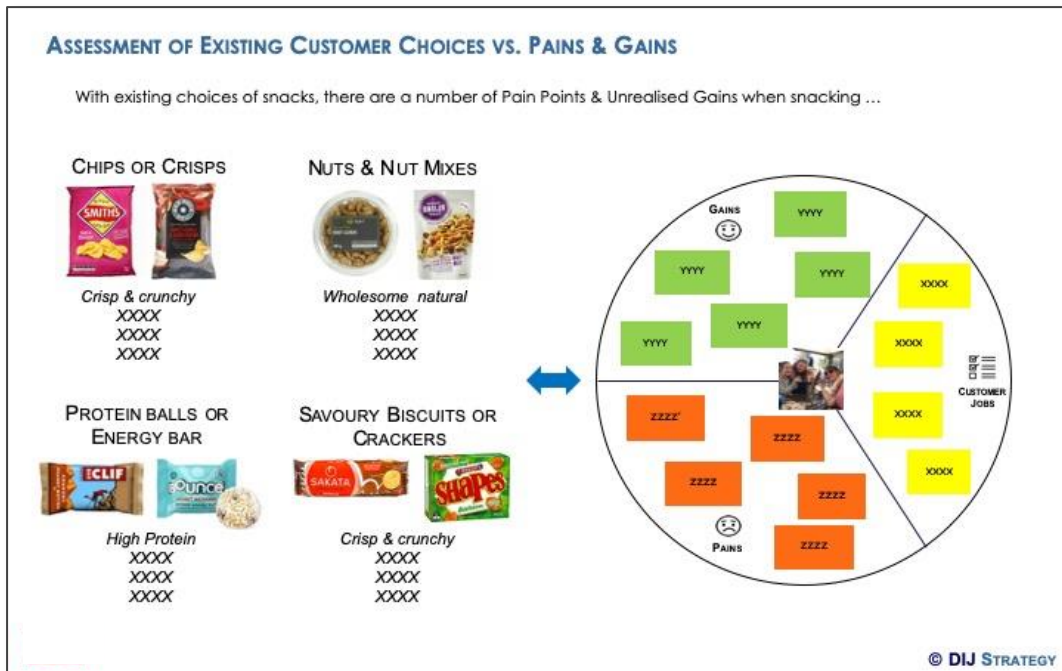 ASSESSMENT OF EXISTING CUSTOMER CHOICES VS. PAINS & GAINS
With existing choices of snacks, there are a number of Pain Points & Unrealised Gains when snacking ...
CHIPS OR CRISPS
SMITHS
Crisp & crunchy
XXXX
XXXX
XXXX
NUTS & NUT MIXES
Wholesome natural
XXXX
XXXX
XXXX
PROTEIN BALLS OR
ENERGY BAR
CLIF
BOUNCE
High Protein
XXXX
XXXX
XXXX
SAVOURY BISCUITS OR
CRACKERS
SAKATA
SHAPES
Crisp & crunchy
XXXX
XXXX
XXXX
GAINS
YYYY
YYYY
YYYY
YYYY
YYYY
XXXX
XXXX
CUSTOMER
JOBS
XXXX
XXXX
ZZZZ'
ZZZZ
ZZZZ
ZZZZ
ZZZZ
PAINS
© DIJ STRATEGY